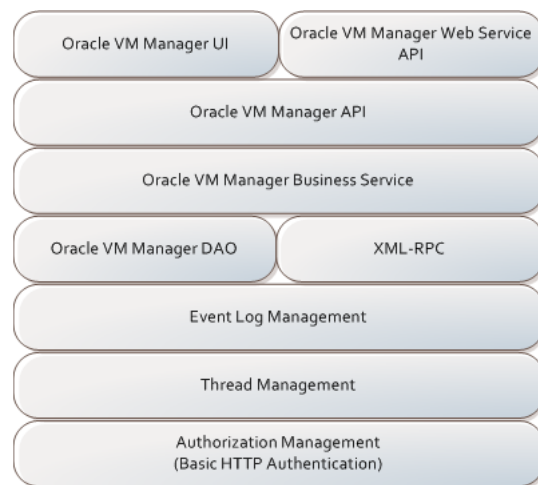 Oracle VM Manager UI
Oracle VM Manager Web Service
API
Oracle VM Manager API
Oracle VM Manager Business Service
Oracle VM Manager DAO
XML-RPC
Event Log Management
Thread Management
Authorization Management
(Basic HTTP Authentication)